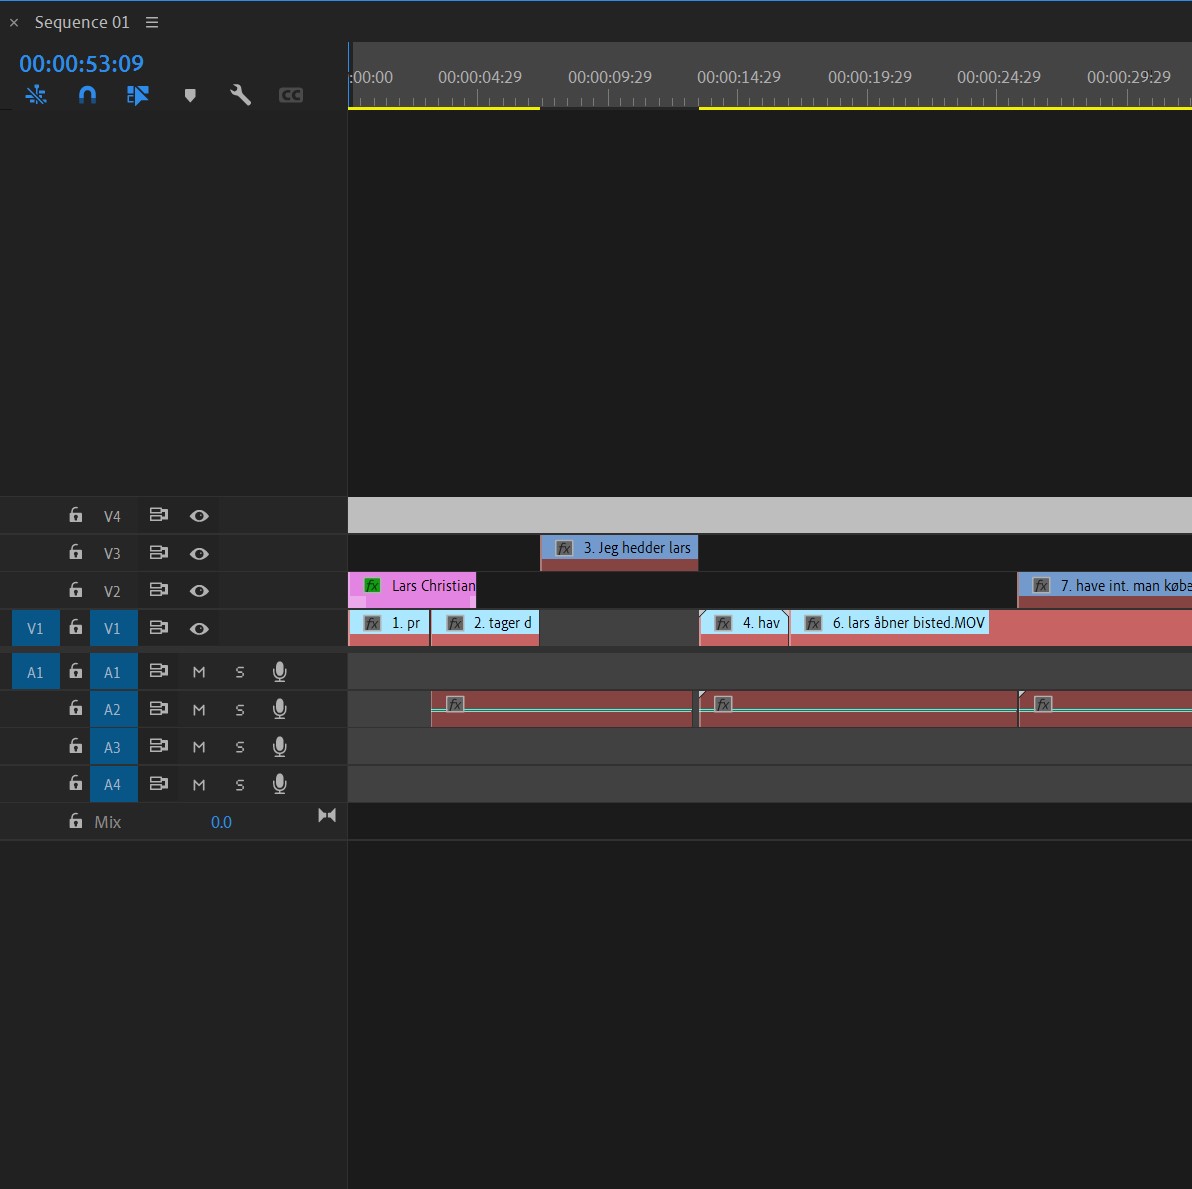 Sequence 01
00:00:53:09
:00:00 00:00:04:29 00:00:09:29 00:00:14:29 00:00:19:29 00:00:24:29 00:00:29:29
CC
V4
V3 fx 3. Jeg hedder lars
V2 fx Lars Christian fx 7. have int. man købe
V1 V1 fx 1. pr fx 2. tager d fx 4. hav fx 6. lars åbner bisted.MOV
A1 A1 M S
A2 M S fx fx fx
A3 M S
A4 M S
Mix 0.0